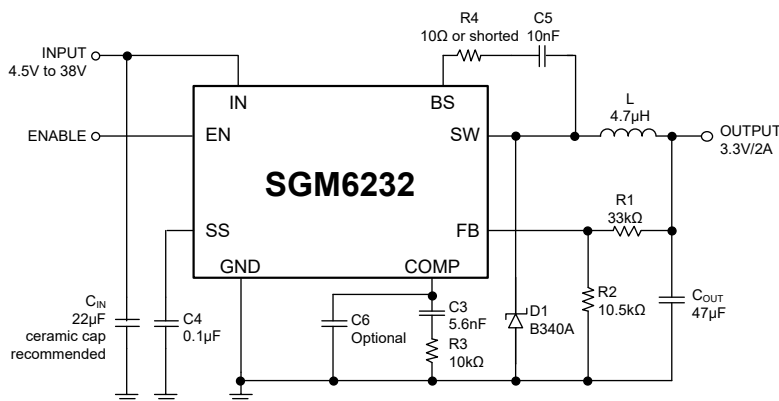 R4
10Ω or shorted
C5
10nF
INPUT
4.5V to 38V
IN
BS
ENABLE
EN
SW
L
4.7μH
OUTPUT
3.3V/2A
SGM6232
R1
33kΩ
SS
FB
GND
COMP
CIN
22μF
ceramic cap
recommended
C4
0.1μF
C6
Optional
C3
5.6nF
R3
10kΩ
D1
B340A
R2
10.5kΩ
COUT
47μF